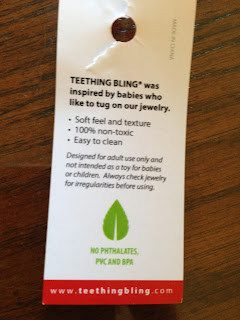 MADE IN CHINA
TEETHING BLING® was
inspired by babies who
like to tug on our jewelry.
• Soft feel and texture
• 100% non-toxic
• Easy to clean
Designed for adult use only and
not intended as a toy for babies
or children. Always check jewelry
for irregularities before using.
NO PHTHALATES,
PVC AND BPA
www.teethingbling.com